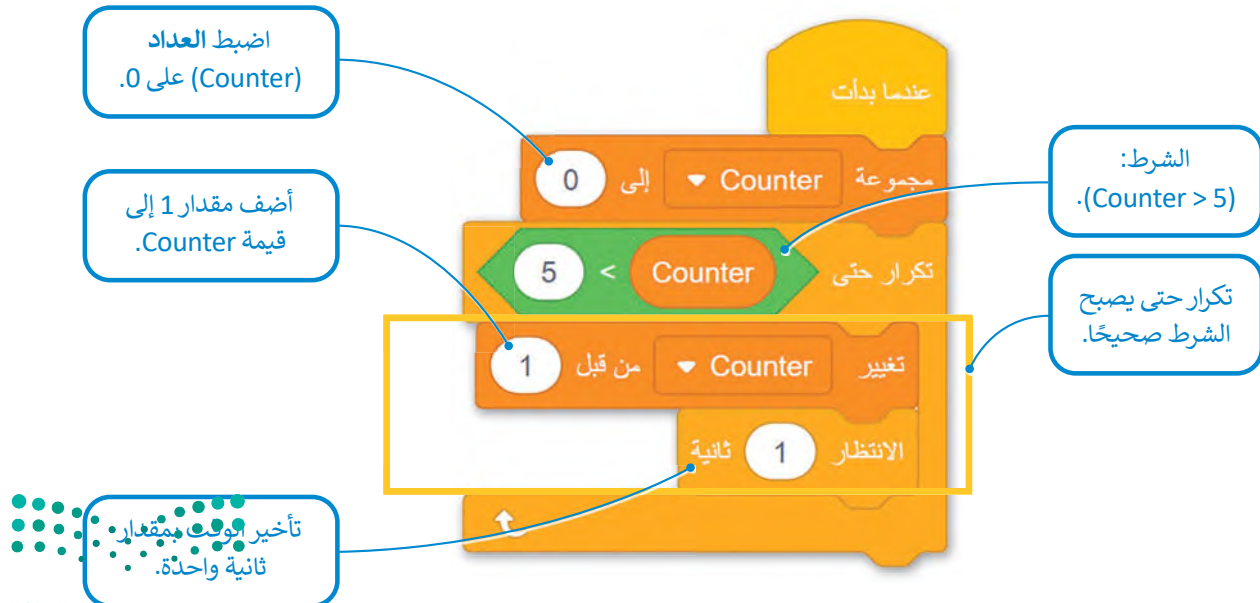 اضبط العداد
(Counter) على 0.
عندما بدأت
مجموعة Counter إلى 0
الشرط:
(Counter > 5).
أضف مقدار 1 إلى
قيمة Counter.
تكرار حتى Counter > 5
تكرار حتى يصبح
الشرط صحيحًا.
تغيير Counter من قبل 1
الانتظار 1 ثانية
تأخير الوقت بمقدار
ثانية واحدة.